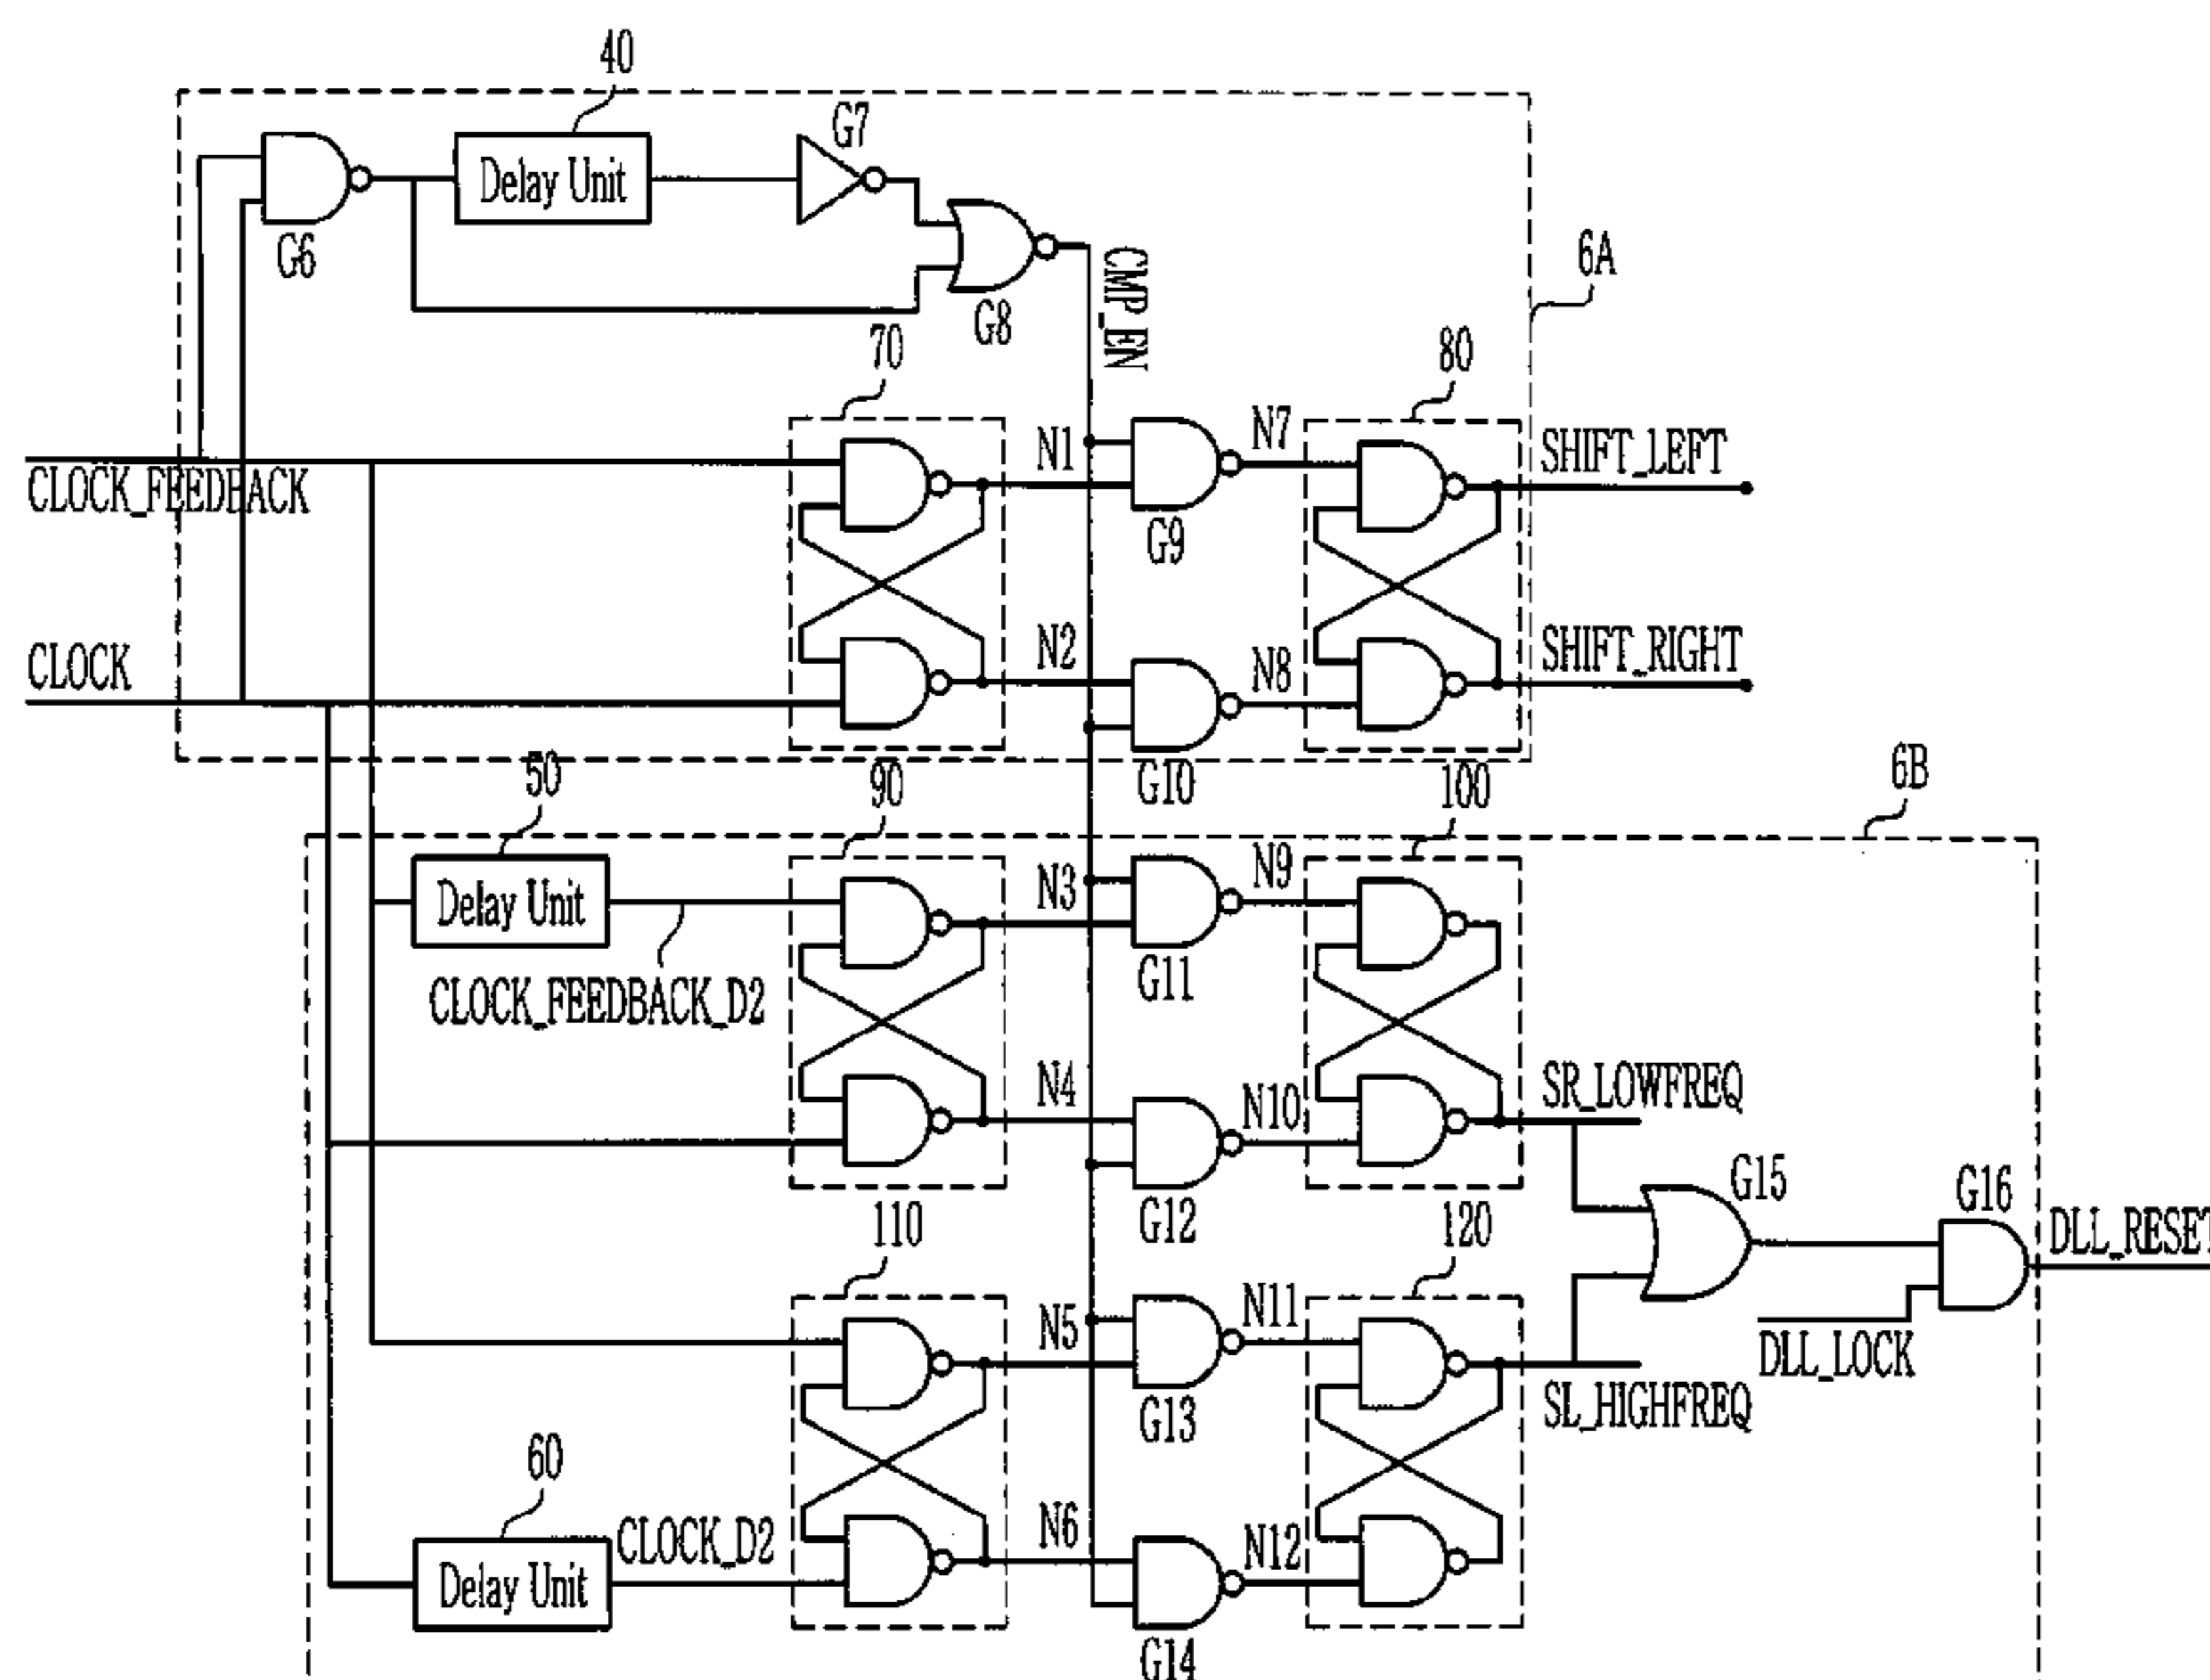 40
G7
Delay Unit
G6
G8
CMP_EN
6A
70
80
N1
N7
SHIFT_LEFT
CLOCK_FEEDBACK
G9
CLOCK
N2
N8
SHIFT_RIGHT
50
90
G10
100
6B
Delay Unit
N3
N9
CLOCK_FEEDBACK_D2
G11
N4
N10
SR_LOWFREQ
G15
G16
110
G12
120
DLL_RESET
N5
N11
DLL_LOCK
G13
SL_HIGHFREQ
60
CLOCK_D2
N6
N12
Delay Unit
G14